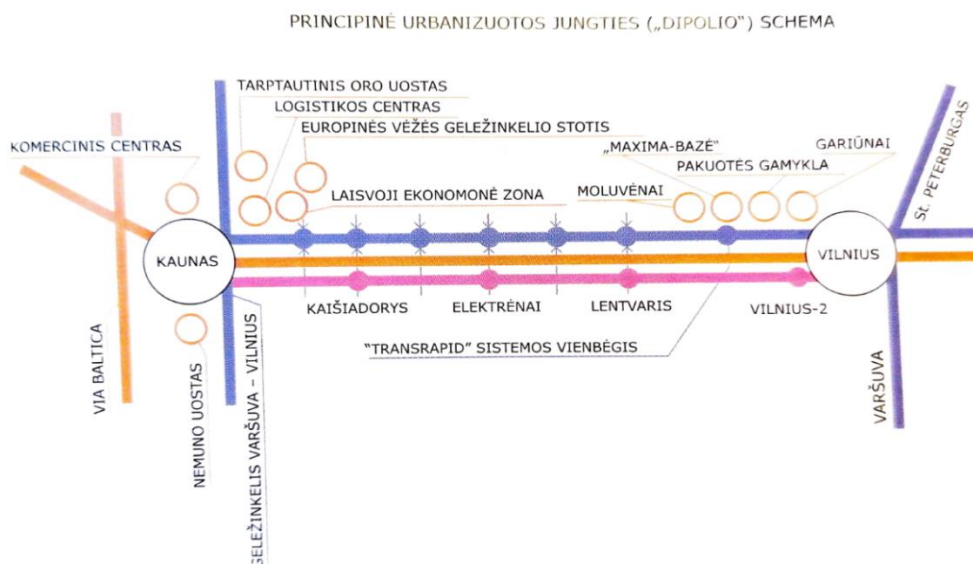 PRINCIPINĖ URBANIZUOTOS JUNGTIES („DIPOLIO“) SCHEMA
TARPTAUTINIS ORO UOSTAS
LOGISTIKOS CENTRAS
EUROPINĖS VĖŽĖS GELEŽINKELIO STOTIS
KOMERCINIS CENTRAS
LAISVOJI EKONOMONĖ ZONA
„MAXIMA-BAZĖ“
GARIŪNAI
PAKUOTĖS GAMYKLA
MOLUVĖNAI
St. PETERBURGAS
KAUNAS
VILNIUS
KAIŠIADORYS
ELEKTRĖNAI
LENTVARIS
VILNIUS-2
"TRANSRAPID" SISTEMOS VIENBĖGIS
VIA BALTICA
NEMUNO UOSTAS
GELEŽINKELIS VARŠUVA – VILNIUS
VARŠUVA